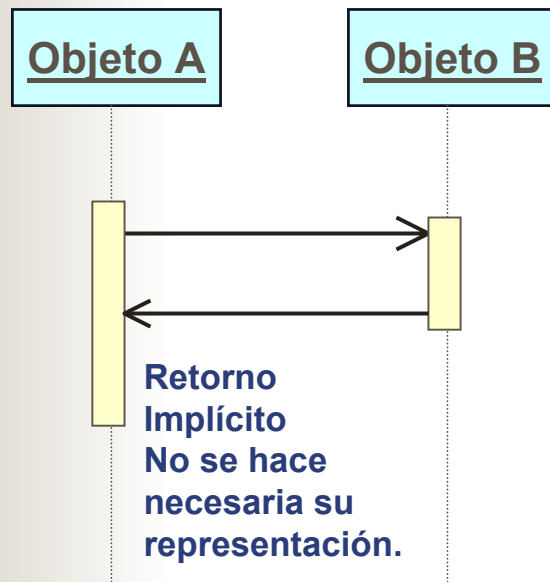 Objeto A
Objeto B
Retorno
Implícito
No se hace
necesaria su
representación.